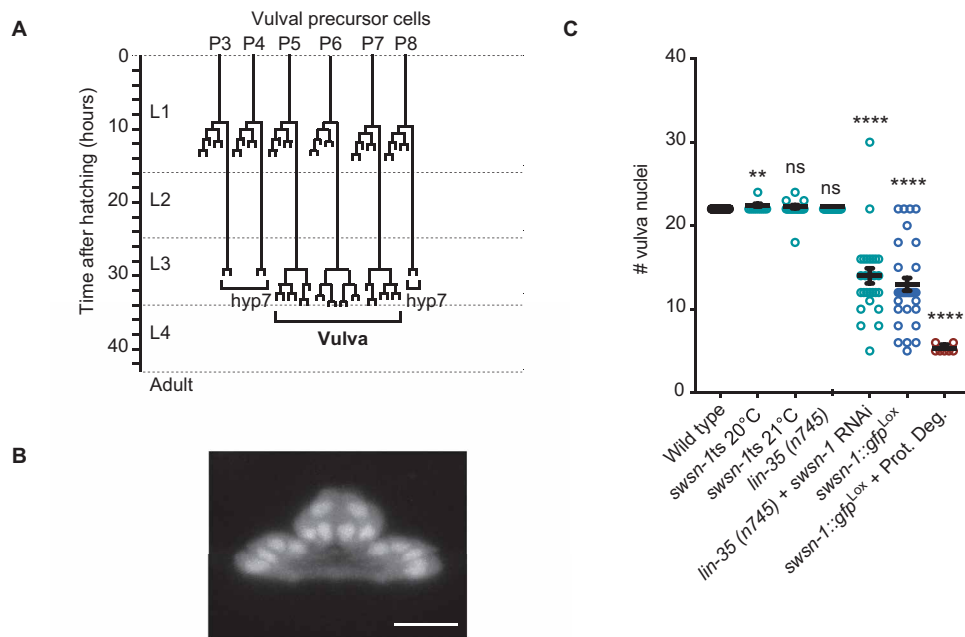 A
Vulval precursor cells
P3 P4 P5 P6 P7 P8
Time after hatching (hours)
0
10
20
30
40
L1
L2
L3
L4
Adult
hyp7
hyp7
Vulva
B
C
# vulva nuclei
40
30
20
10
0
**
ns
ns
****
****
****
Wild type
swsn-1ts 20°C
swsn-1ts 21°C
lin-35 (n745)
lin-35 (n745) + swsn-1 RNAi
swsn-1::gfpLox
swsn-1::gfpLox + Prot. Deg.